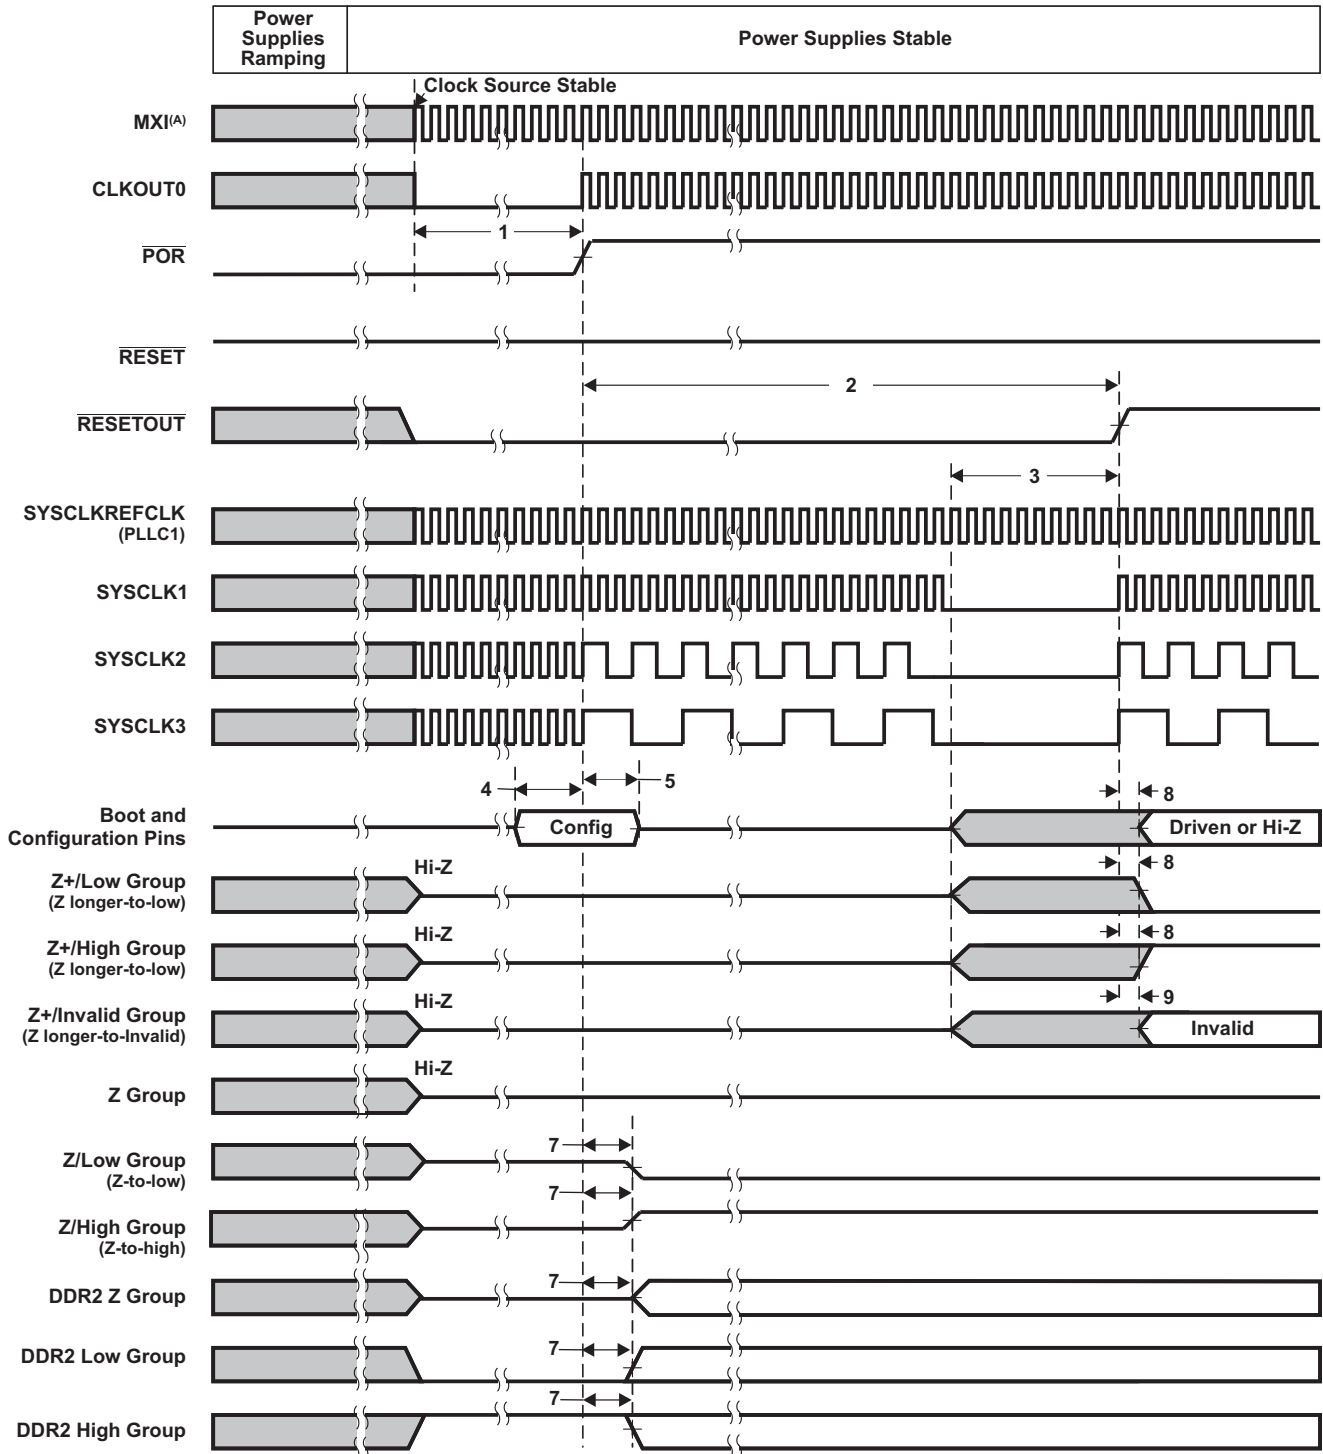 Power
Supplies
Ramping
Power Supplies Stable
Clock Source Stable
MXI(A)
CLKOUT0
1
POR
RESET
2
RESETOUT
3
SYSCLKREFCLK
(PLLC1)
SYSCLK1
SYSCLK2
SYSCLK3
4
5
8
Boot and
Configuration Pins
Config
Driven or Hi-Z
8
Hi-Z
Z+/Low Group
(Z longer-to-low)
8
Hi-Z
Z+/High Group
(Z longer-to-low)
9
Hi-Z
Z+/Invalid Group
(Z longer-to-Invalid)
Invalid
Hi-Z
Z Group
7
Z/Low Group
(Z-to-low)
7
Z/High Group
(Z-to-high)
7
DDR2 Z Group
7
DDR2 Low Group
7
DDR2 High Group